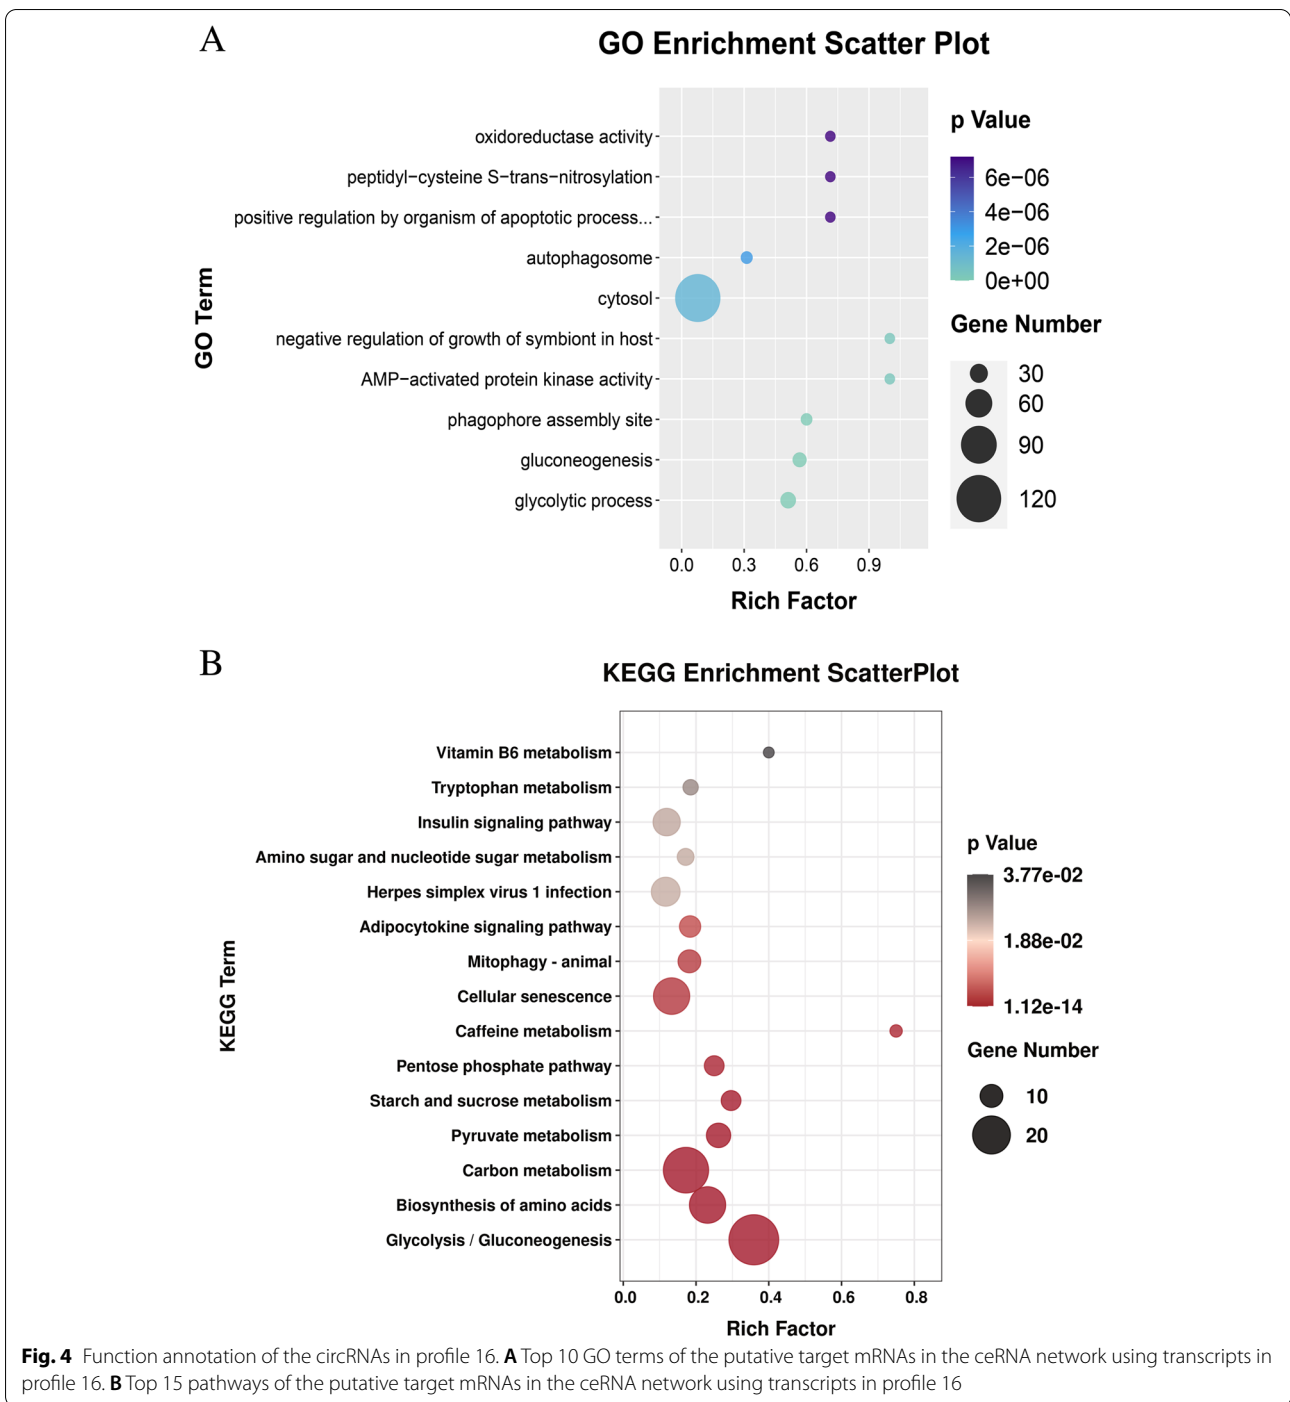 A
GO Enrichment Scatter Plot
oxidoreductase activity
peptidyl−cysteine S−trans−nitrosylation
positive regulation by organism of apoptotic process...
autophagosome
cytosol
negative regulation of growth of symbiont in host
AMP−activated protein kinase activity
phagophore assembly site
gluconeogenesis
glycolytic process
GO Term
0.0 0.3 0.6 0.9
Rich Factor
p Value
6e−06
4e−06
2e−06
0e+00
Gene Number
30
60
90
120
B
KEGG Enrichment ScatterPlot
Vitamin B6 metabolism
Tryptophan metabolism
Insulin signaling pathway
Amino sugar and nucleotide sugar metabolism
Herpes simplex virus 1 infection
Adipocytokine signaling pathway
Mitophagy - animal
Cellular senescence
Caffeine metabolism
Pentose phosphate pathway
Starch and sucrose metabolism
Pyruvate metabolism
Carbon metabolism
Biosynthesis of amino acids
Glycolysis / Gluconeogenesis
KEGG Term
0.0 0.2 0.4 0.6 0.8
Rich Factor
p Value
3.77e-02
1.88e-02
1.12e-14
Gene Number
10
20
Fig. 4 Function annotation of the circRNAs in profile 16. A Top 10 GO terms of the putative target mRNAs in the ceRNA network using transcripts in
profile 16. B Top 15 pathways of the putative target mRNAs in the ceRNA network using transcripts in profile 16